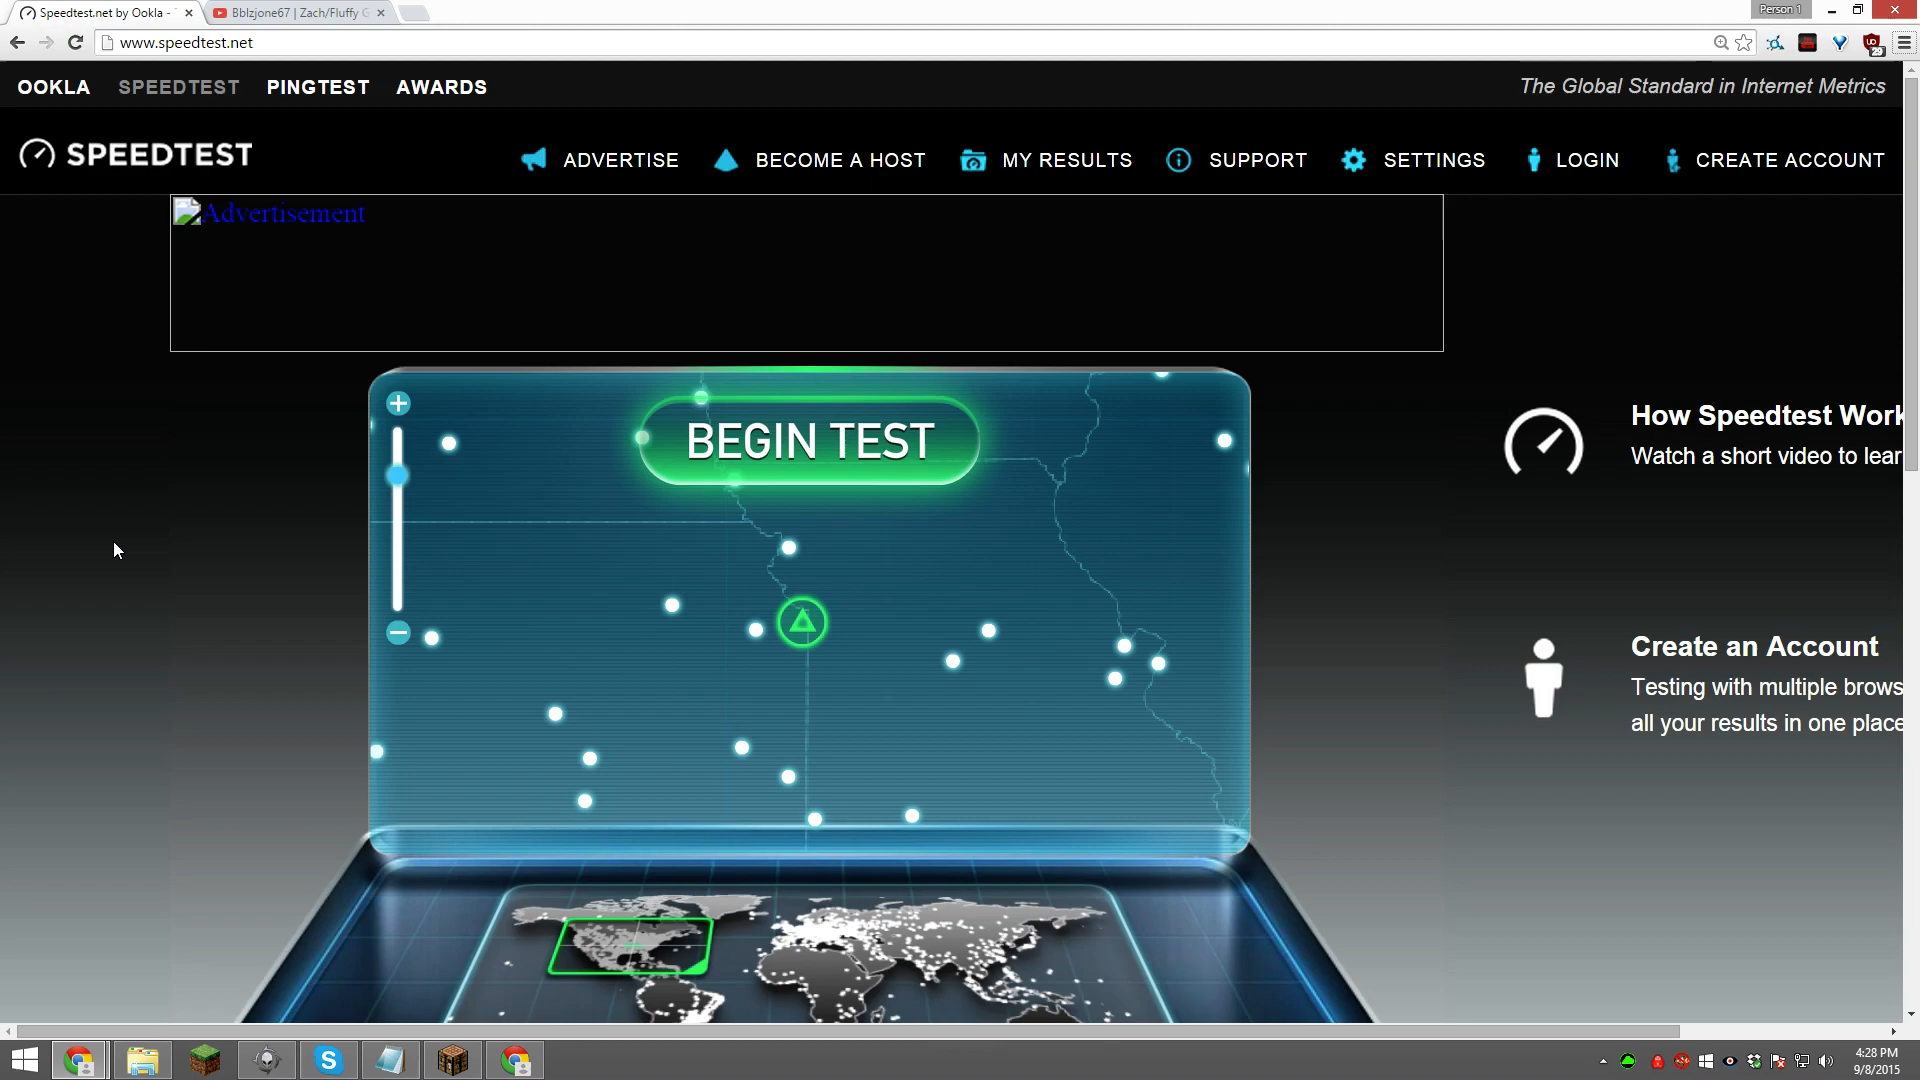 Speedtest.net by Ookla -
Bblzjone67 | Zach/Fluffy G
Person 1
www.speedtest.net
29
OOKLA SPEEDTEST PINGTEST AWARDS
The Global Standard in Internet Metrics
SPEEDTEST
ADVERTISE
BECOME A HOST
MY RESULTS
SUPPORT
SETTINGS
LOGIN
CREATE ACCOUNT
Advertisement
BEGIN TEST
How Speedtest Work
Watch a short video to lear
Create an Account
Testing with multiple brows
all your results in one place
4:28 PM
9/8/2015